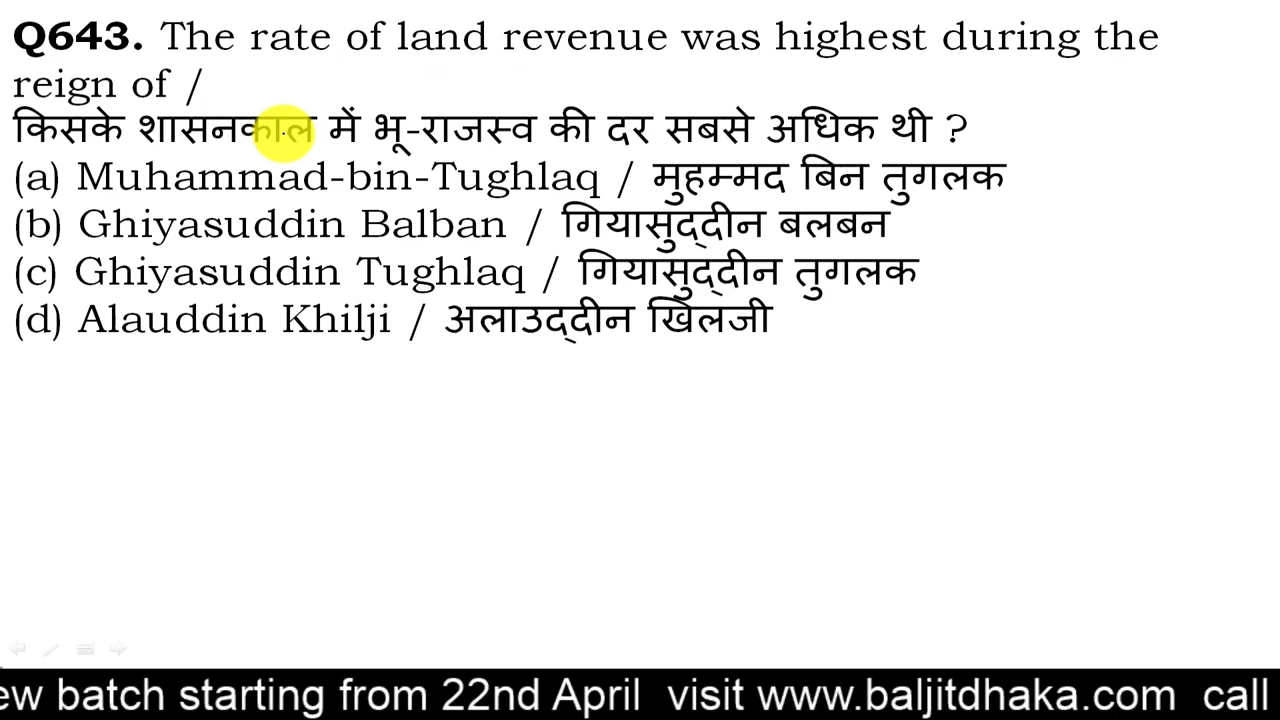 Q643. The rate of land revenue was highest during the
reign of /
किसके शासनकाल में भू-राजस्व की दर सबसे अधिक थी ?
(a) Muhammad-bin-Tughlaq / मुहम्मद बिन तुगलक
(b) Ghiyasuddin Balban / गियासुद्दीन बलबन
(c) Ghiyasuddin Tughlaq / गियासुद्दीन तुगलक
(d) Alauddin Khilji / अलाउद्दीन खिलजी
ew batch starting from 22nd April visit www.baljitdhaka.com call